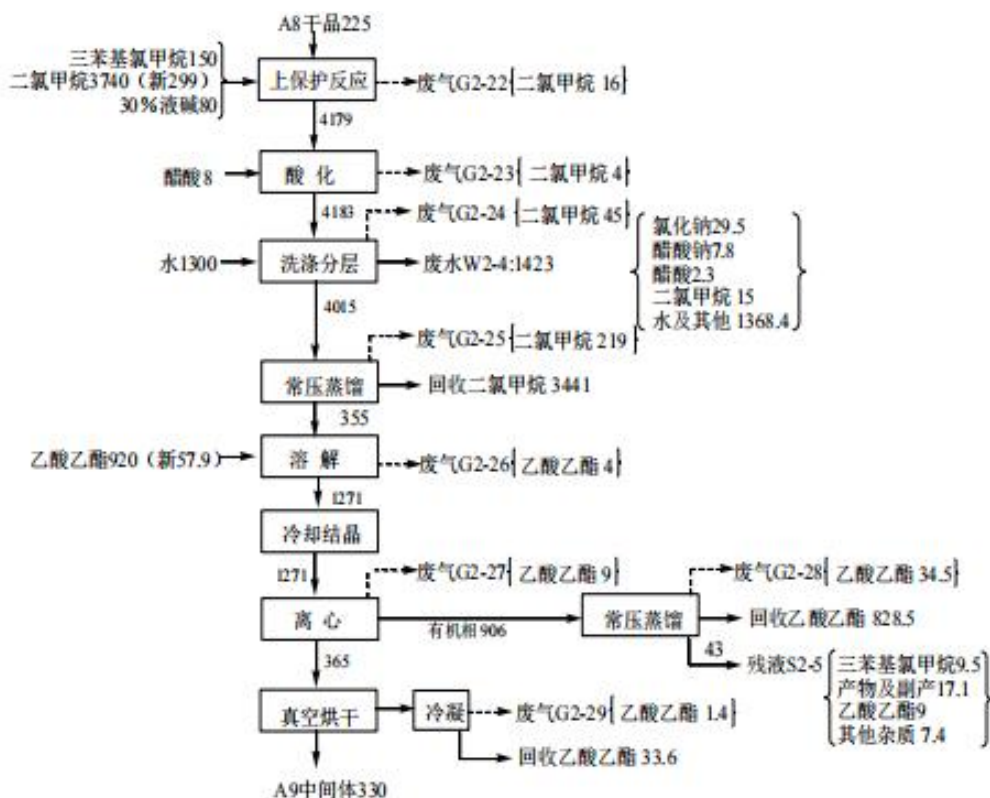 A8干品225
三苯基氯甲烷150
二氯甲烷3740（新299）
30%液碱80
上保护反应
废气G2-22{二氯甲烷 16}
4179
醋酸8
酸 化
废气G2-23{二氯甲烷 4}
4183
废气G2-24{二氯甲烷 45}
水1300
洗涤分层
废水W2-4:1423
氯化钠29.5
醋酸钠7.8
醋酸2.3
二氯甲烷 15
水及其他 1368.4
4015
废气G2-25{二氯甲烷 219}
常压蒸馏
回收二氯甲烷 3441
355
乙酸乙酯920（新57.9）
溶 解
废气G2-26{乙酸乙酯 4}
1271
冷却结晶
1271
废气G2-27{乙酸乙酯 9}
废气G2-28{乙酸乙酯 34.5}
离 心
有机相 906
常压蒸馏
回收乙酸乙酯 828.5
43
残液S2-5
三苯基氯甲烷9.5
产物及副产17.1
乙酸乙酯9
其他杂质 7.4
365
真空烘干
冷凝
废气G2-29{乙酸乙酯 1.4}
回收乙酸乙酯 33.6
A9中间体330